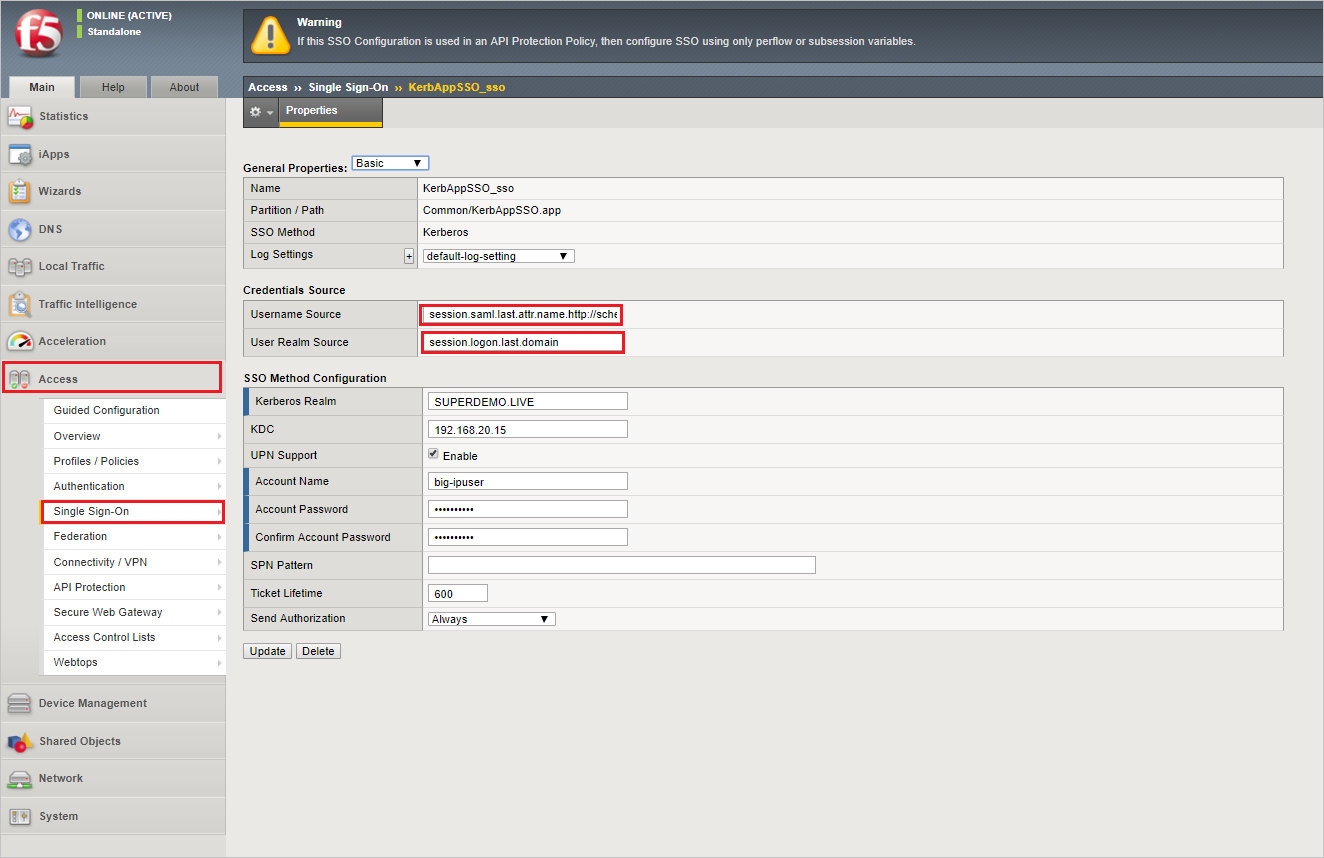 f5
ONLINE (ACTIVE)
Standalone
Warning
If this SSO Configuration is used in an API Protection Policy, then configure SSO using only perflow or subsession variables.
Main Help About
Access ›› Single Sign-On ›› KerbAppSSO_sso
Properties
Statistics
iApps
Wizards
DNS
Local Traffic
Traffic Intelligence
Acceleration
Access
Guided Configuration
Overview
Profiles / Policies
Authentication
Single Sign-On
Federation
Connectivity / VPN
API Protection
Secure Web Gateway
Access Control Lists
Webtops
Device Management
Shared Objects
Network
System
General Properties: Basic
Name KerbAppSSO_sso
Partition / Path Common/KerbAppSSO.app
SSO Method Kerberos
Log Settings + default-log-setting
Credentials Source
Username Source session.saml.last.attr.name.http://sche
User Realm Source session.logon.last.domain
SSO Method Configuration
Kerberos Realm SUPERDEMO.LIVE
KDC 192.168.20.15
UPN Support Enable
Account Name big-ipuser
Account Password ••••••••••
Confirm Account Password ••••••••••
SPN Pattern
Ticket Lifetime 600
Send Authorization Always
Update Delete